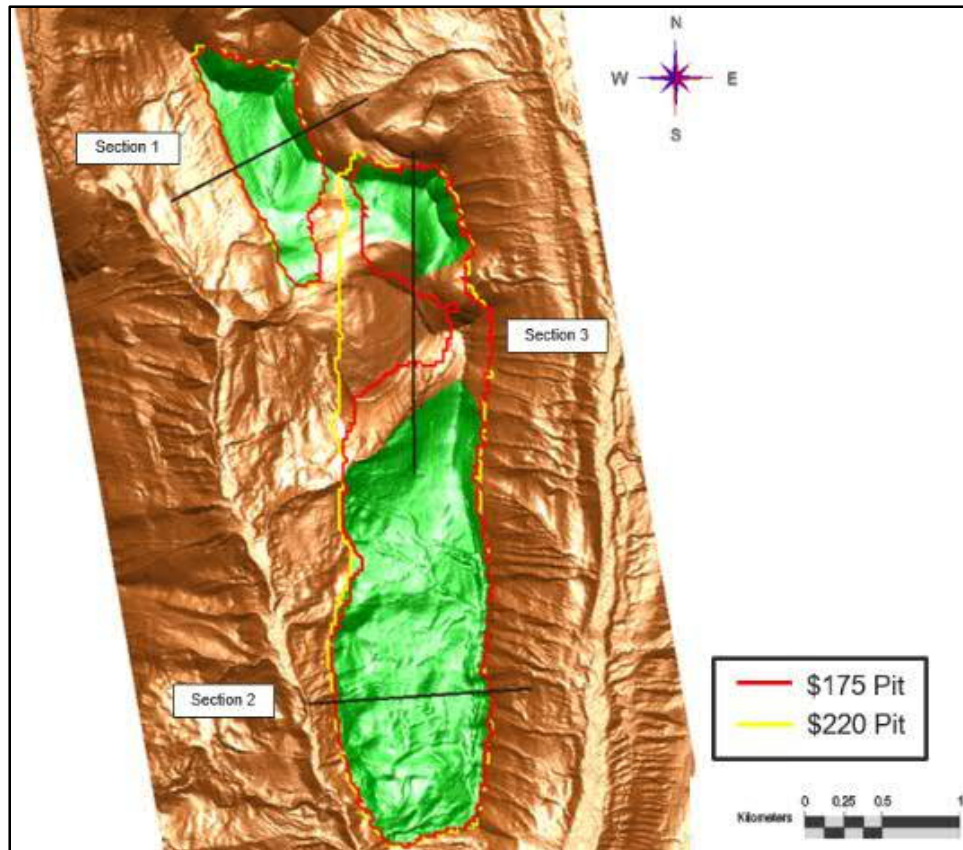 N
W E
S
Section 1
Section 3
Section 2
$175 Pit
$220 Pit
0 0.25 0.5 1
Kilometers